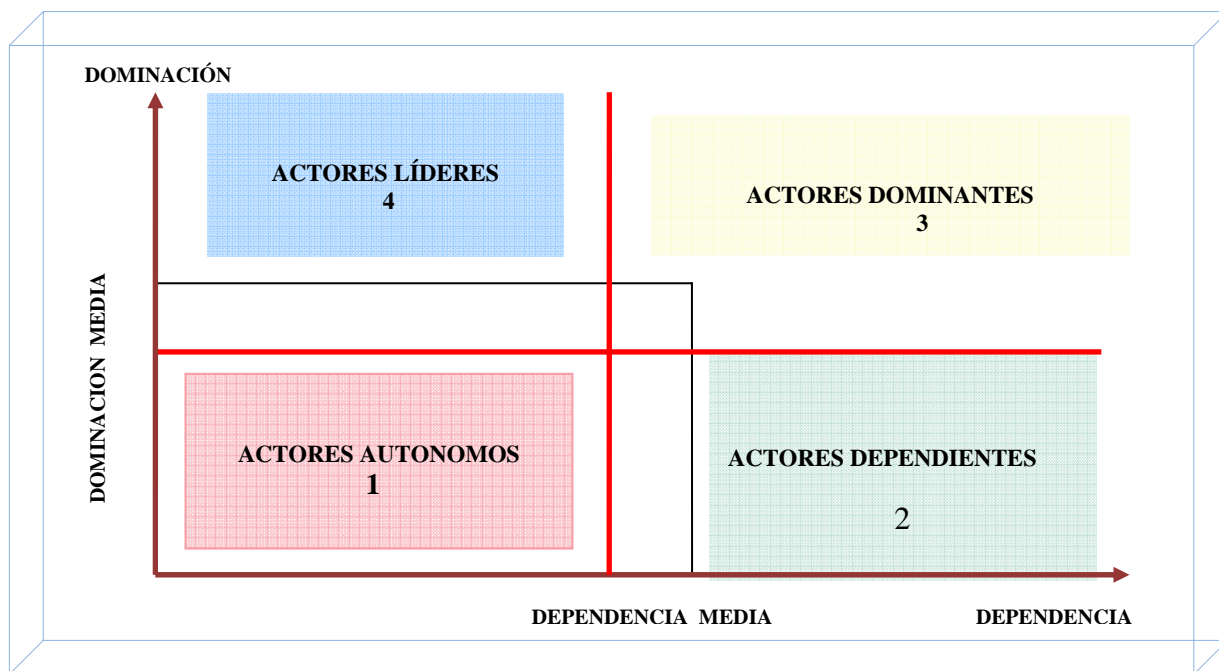 DOMINACIÓN
ACTORES LÍDERES
4
ACTORES DOMINANTES
3
DOMINACION MEDIA
ACTORES AUTONOMOS
1
ACTORES DEPENDIENTES
2
DEPENDENCIA MEDIA
DEPENDENCIA